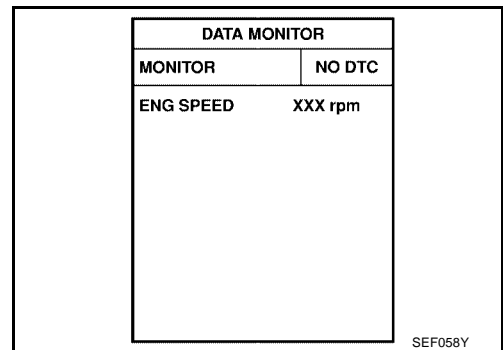 DATA MONITOR
MONITOR NO DTC
ENG SPEED XXX rpm
SEF058Y